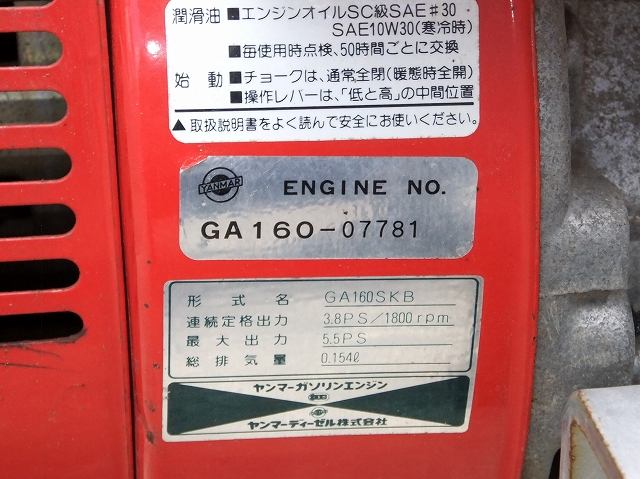 潤滑油 ■エンジンオイルSC級SAE#30
SAE10W30(寒冷時)
■毎使用時点検、50時間ごとに交換
始動 ■チョークは、通常全閉(暖態時全開)
■操作レバーは、「低と高」の中間位置
▲取扱説明書をよく読んで安全にお使いください。
YANMAR ENGINE NO.
GA160-07781
形式名 GA160SKB
連続定格出力 3.8PS/1800rpm
最大出力 5.5PS
総排気量 0.154ℓ
ヤンマーガソリンエンジン
ヤンマーディーゼル株式会社